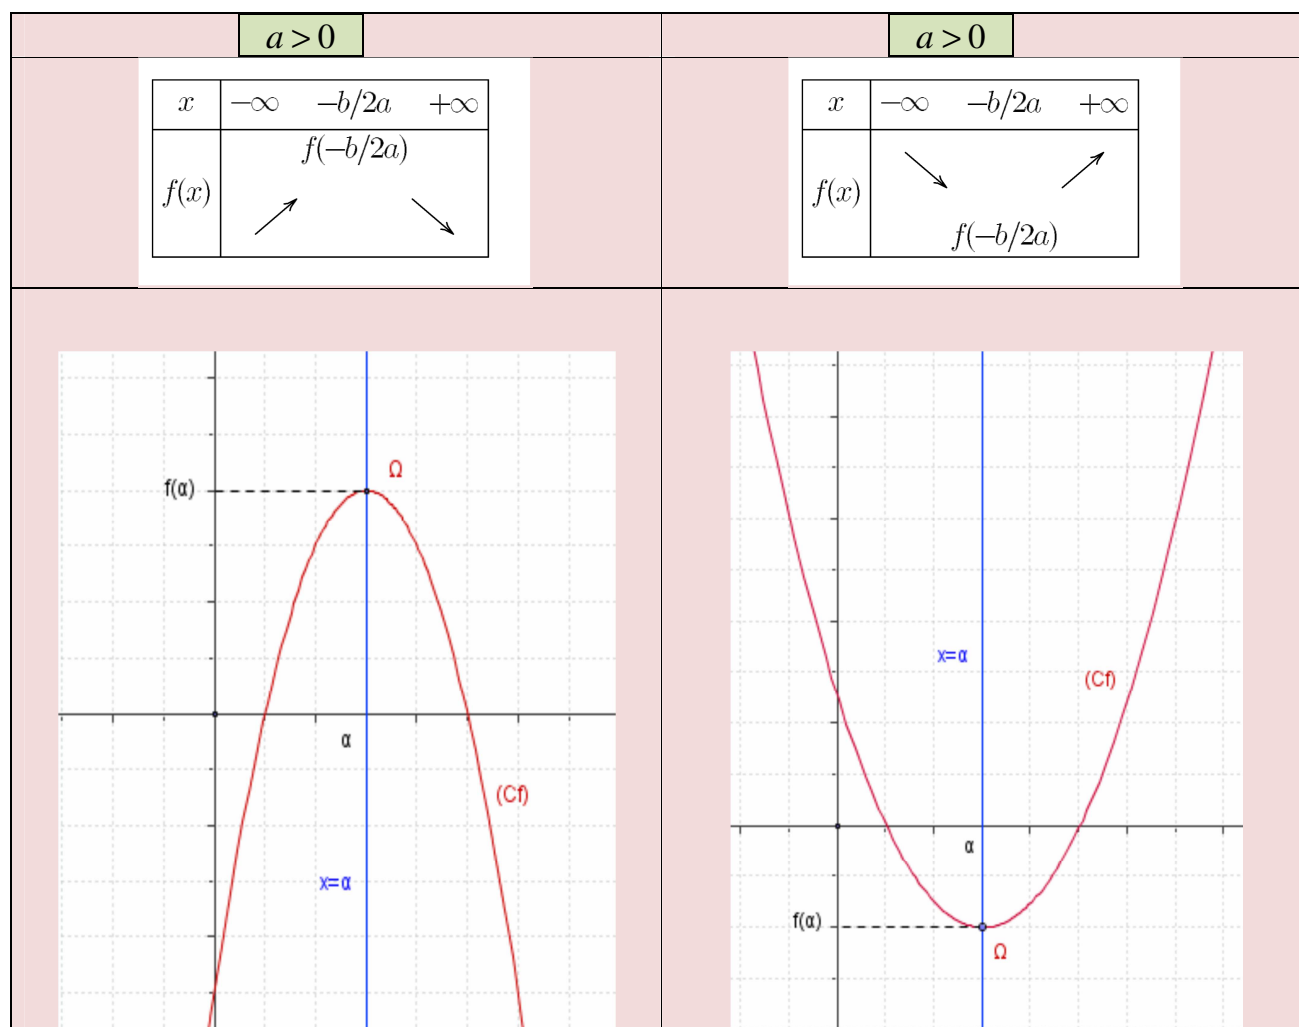 a > 0
a > 0
x −∞ −b/2a +∞
f(−b/2a)
f(x)
x −∞ −b/2a +∞
f(x)
f(−b/2a)
Ω
f(α)
α
(Cf)
x=α
x=α
(Cf)
α
f(α)
Ω